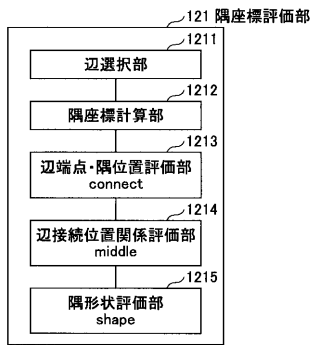 121 隅座標評価部
1211
辺選択部
1212
隅座標計算部
1213
辺端点・隅位置評価部
connect
1214
辺接続位置関係評価部
middle
1215
隅形状評価部
shape